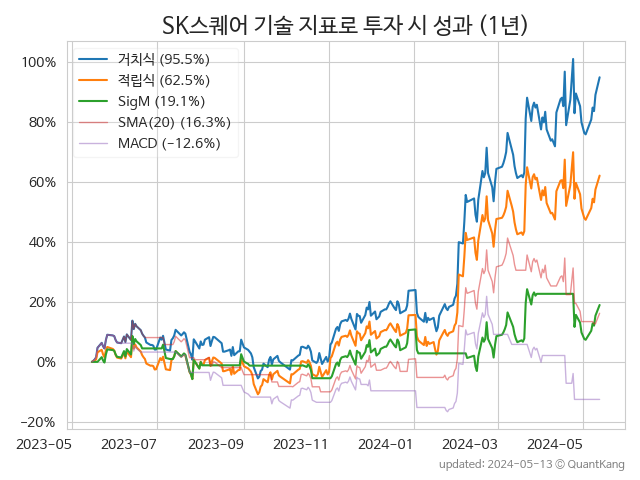 SK스퀘어 기술 지표로 투자 시 성과 (1년)
거치식 (95.5%)
적립식 (62.5%)
SigM (19.1%)
SMA(20) (16.3%)
MACD (−12.6%)
100%
80%
60%
40%
20%
0%
−20%
2023-05 2023-07 2023-09 2023-11 2024-01 2024-03 2024-05
updated: 2024-05-13 © QuantKang